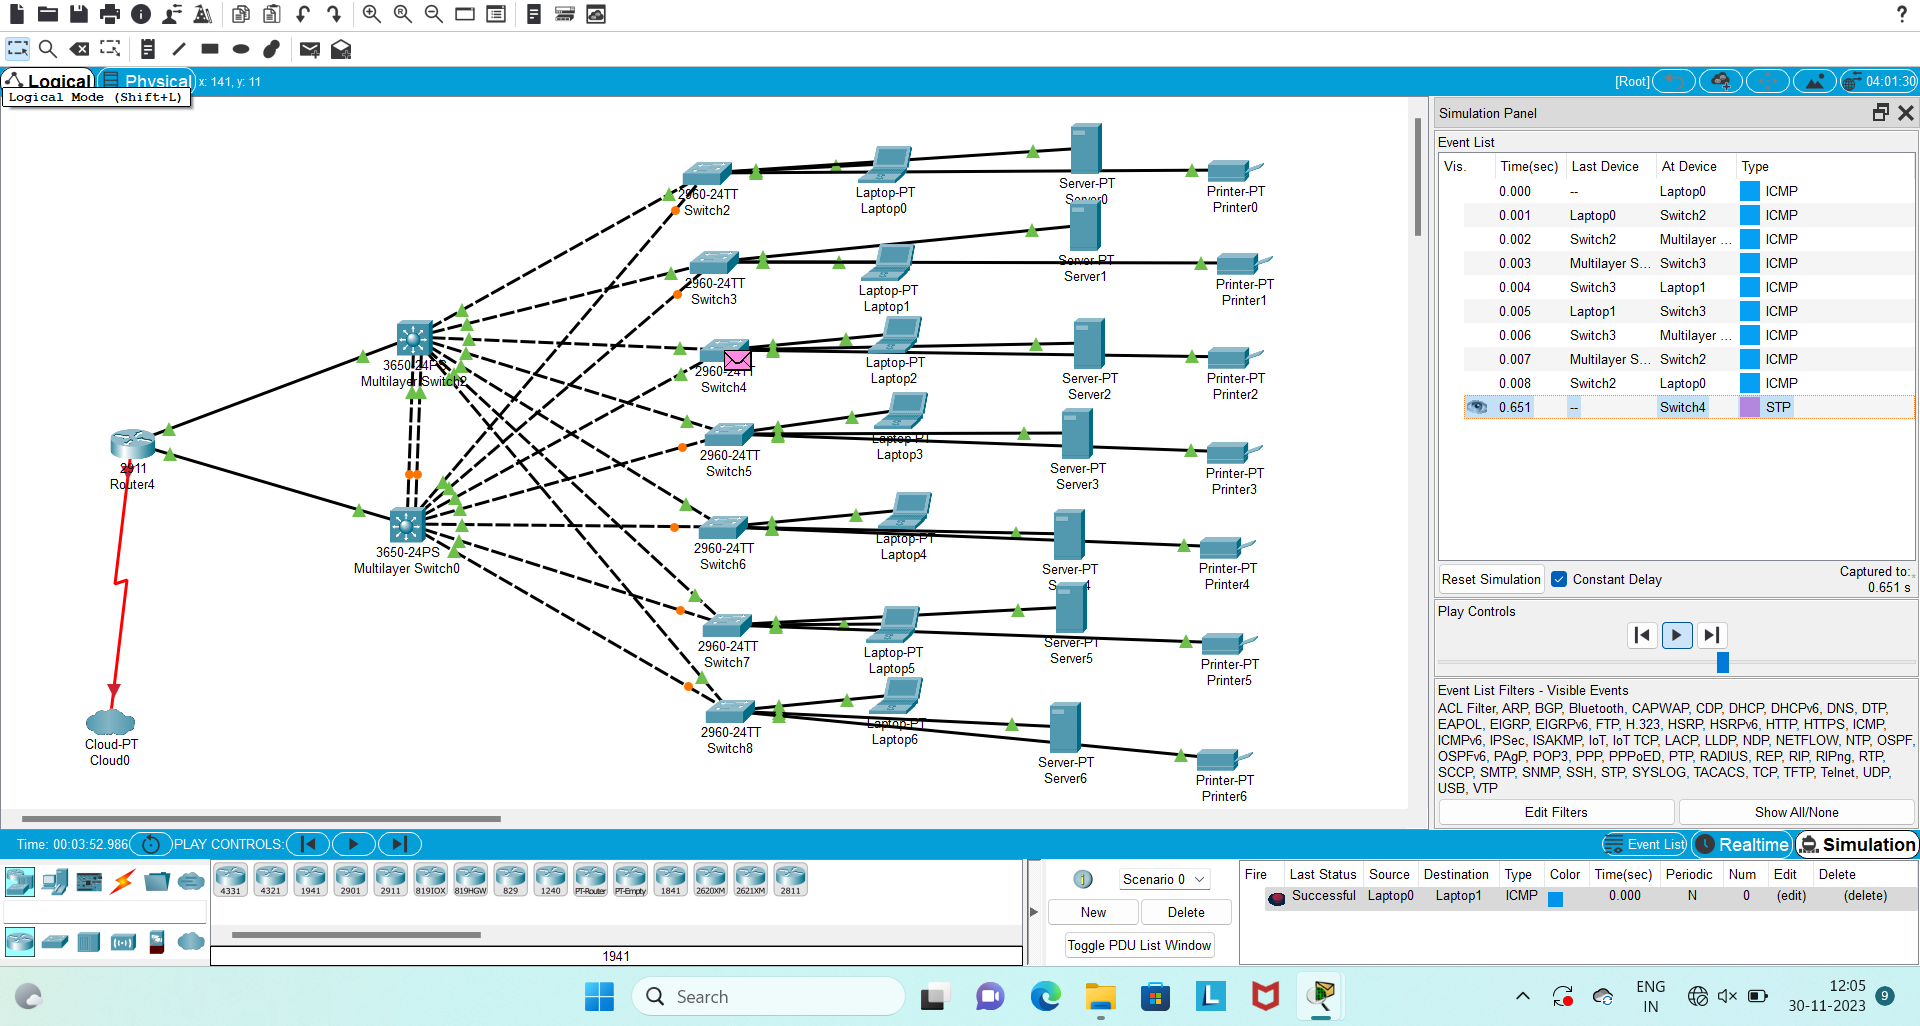 ?
Logical
Physical
x: 141, y: 11
[Root]
04:01:30
Logical Mode (Shift+L)
2960-24TT
Switch2
Laptop-PT
Laptop0
Server-PT
Server0
Printer-PT
Printer0
2960-24TT
Switch3
Laptop-PT
Laptop1
Server-PT
Server1
Printer-PT
Printer1
3650-24PS
Multilayer Switch2
2960-24TT
Switch4
Laptop-PT
Laptop2
Server-PT
Server2
Printer-PT
Printer2
2911
Router4
2960-24TT
Switch5
Laptop-PT
Laptop3
Server-PT
Server3
Printer-PT
Printer3
3650-24PS
Multilayer Switch0
2960-24TT
Switch6
Laptop-PT
Laptop4
Server-PT
Printer-PT
Printer4
2960-24TT
Switch7
Laptop-PT
Laptop5
Server-PT
Server5
Printer-PT
Printer5
Cloud-PT
Cloud0
2960-24TT
Switch8
Laptop-PT
Laptop6
Server-PT
Server6
Printer-PT
Printer6
Simulation Panel
Event List
Vis. Time(sec) Last Device At Device Type
0.000 -- Laptop0 ICMP
0.001 Laptop0 Switch2 ICMP
0.002 Switch2 Multilayer ... ICMP
0.003 Multilayer S... Switch3 ICMP
0.004 Switch3 Laptop1 ICMP
0.005 Laptop1 Switch3 ICMP
0.006 Switch3 Multilayer ... ICMP
0.007 Multilayer S... Switch2 ICMP
0.008 Switch2 Laptop0 ICMP
0.651 -- Switch4 STP
Reset Simulation
Constant Delay
Captured to:
0.651 s
Play Controls
Event List Filters - Visible Events
ACL Filter, ARP, BGP, Bluetooth, CAPWAP, CDP, DHCP, DHCPv6, DNS, DTP,
EAPOL, EIGRP, EIGRPv6, FTP, H.323, HSRP, HSRPv6, HTTP, HTTPS, ICMP,
ICMPv6, IPSec, ISAKMP, IoT, IoT TCP, LACP, LLDP, NDP, NETFLOW, NTP, OSPF,
OSPFv6, PAgP, POP3, PPP, PPPoED, PTP, RADIUS, REP, RIP, RIPng, RTP,
SCCP, SMTP, SNMP, SSH, STP, SYSLOG, TACACS, TCP, TFTP, Telnet, UDP,
USB, VTP
Edit Filters
Show All/None
Time: 00:03:52.986
PLAY CONTROLS:
Event List
Realtime
Simulation
4331
4321
1941
2901
2911
819IOX
819HGW
829
1240
PT-Router
PT-Empty
1841
2620XM
2621XM
2811
1941
Scenario 0
New
Delete
Toggle PDU List Window
Fire Last Status Source Destination Type Color Time(sec) Periodic Num Edit Delete
Successful Laptop0 Laptop1 ICMP 0.000 N 0 (edit) (delete)
Search
ENG
IN
12:05
30-11-2023
9